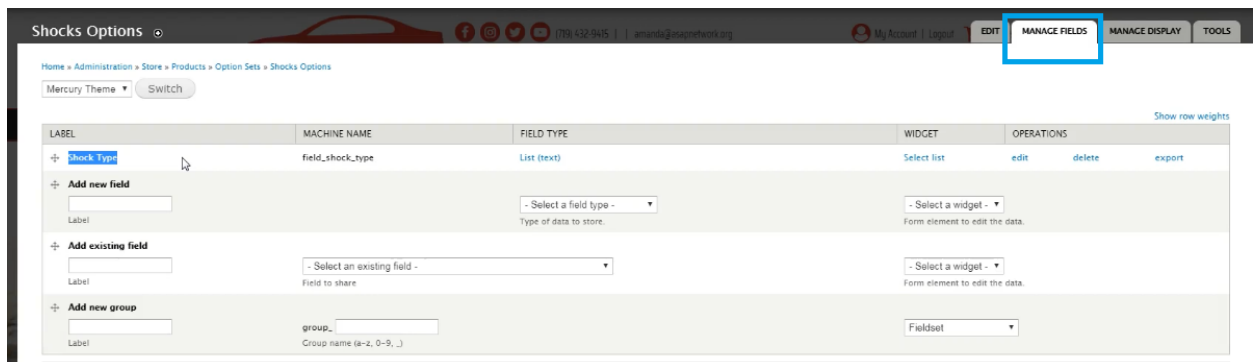 Shocks Options
(719) 432-9415 | | amanda@asapnetwork.org
My Account | Logout
EDIT MANAGE FIELDS MANAGE DISPLAY TOOLS
Home » Administration » Store » Products » Option Sets » Shocks Options
Mercury Theme Switch
Show row weights
LABEL MACHINE NAME FIELD TYPE WIDGET OPERATIONS
Shock Type field_shock_type List (text) Select list edit delete export
Add new field
- Select a field type - - Select a widget -
Label Type of data to store. Form element to edit the data.
Add existing field
- Select an existing field - - Select a widget -
Label Field to share Form element to edit the data.
Add new group
group_ Fieldset
Label Group name (a-z, 0-9, _)